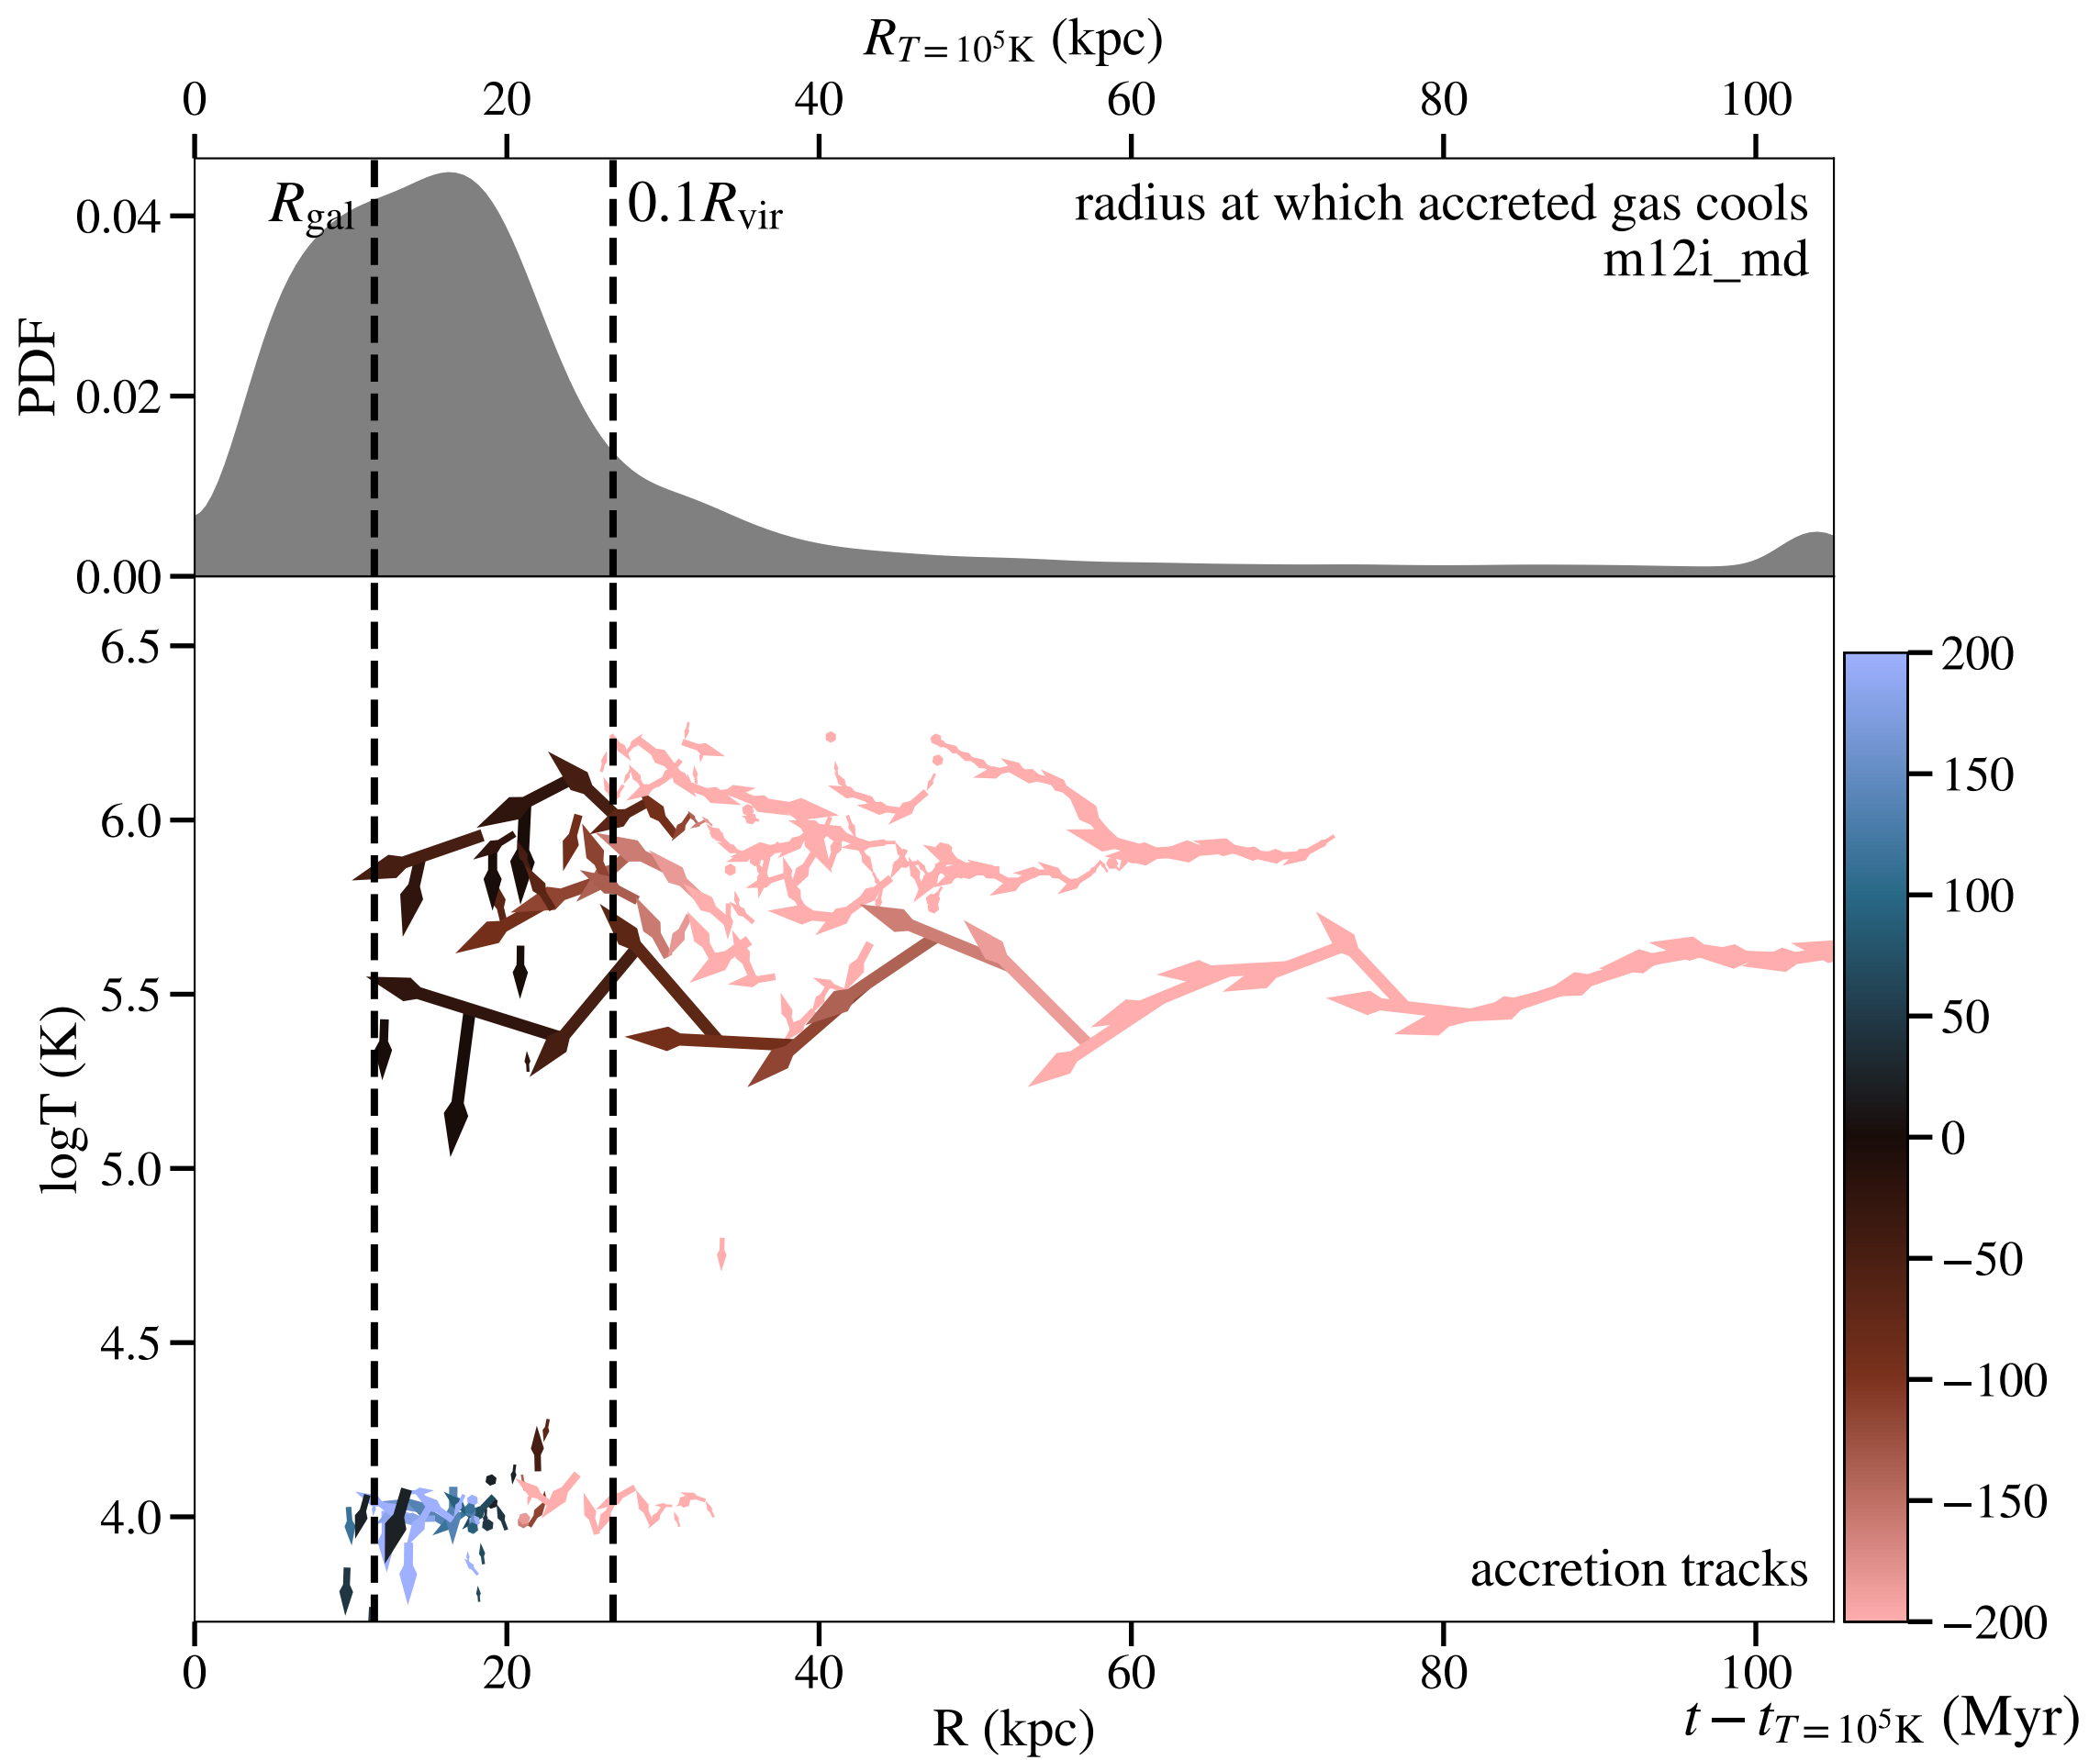 R_{T=10^5K} (kpc)
0 20 40 60 80 100
R_gal 0.1R_vir radius at which accreted gas cools
m12i_md
PDF
0.04
0.02
0.00
logT (K)
6.5
6.0
5.5
5.0
4.5
4.0
accretion tracks
0 20 40 60 80 100
R (kpc)
200
150
100
50
0
−50
−100
−150
−200
t − t_{T=10^5K} (Myr)